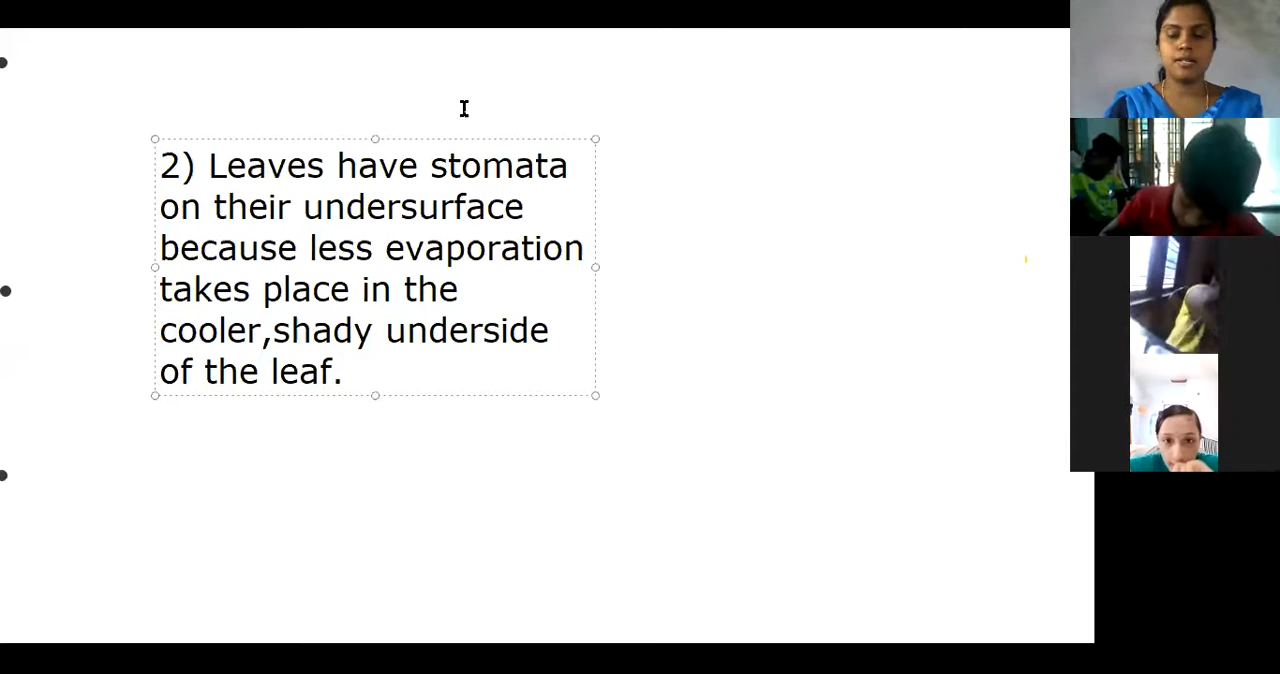 2) Leaves have stomata
on their undersurface
because less evaporation
takes place in the
cooler,shady underside
of the leaf.